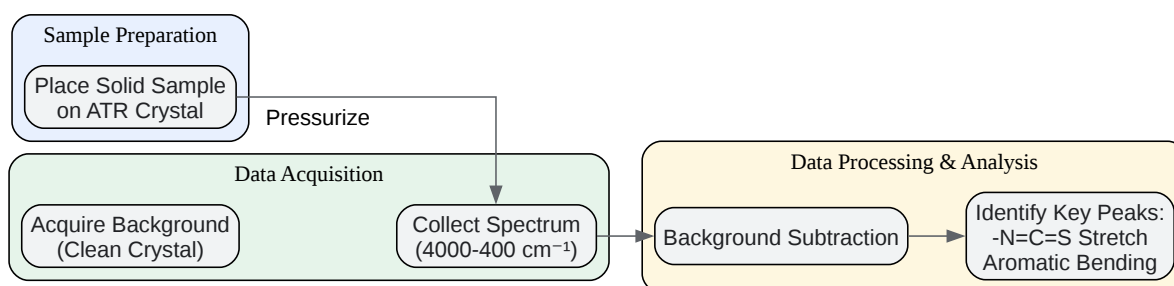 Sample Preparation
Place Solid Sample
on ATR Crystal
Pressurize
Data Acquisition
Acquire Background
(Clean Crystal)
Collect Spectrum
(4000-400 cm⁻¹)
Data Processing & Analysis
Background Subtraction
Identify Key Peaks:
-N=C=S Stretch
Aromatic Bending